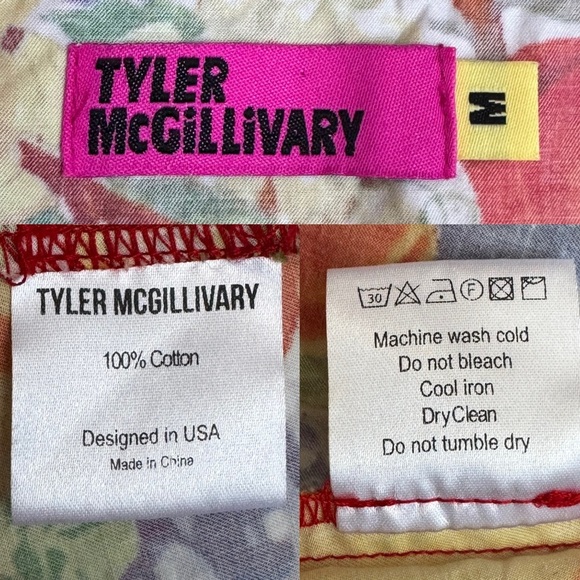 TYLER
McGiLLiVARY
M
TYLER MCGILLIVARY
100% Cotton
Designed in USA
Made in China
30
F
Machine wash cold
Do not bleach
Cool iron
DryClean
Do not tumble dry